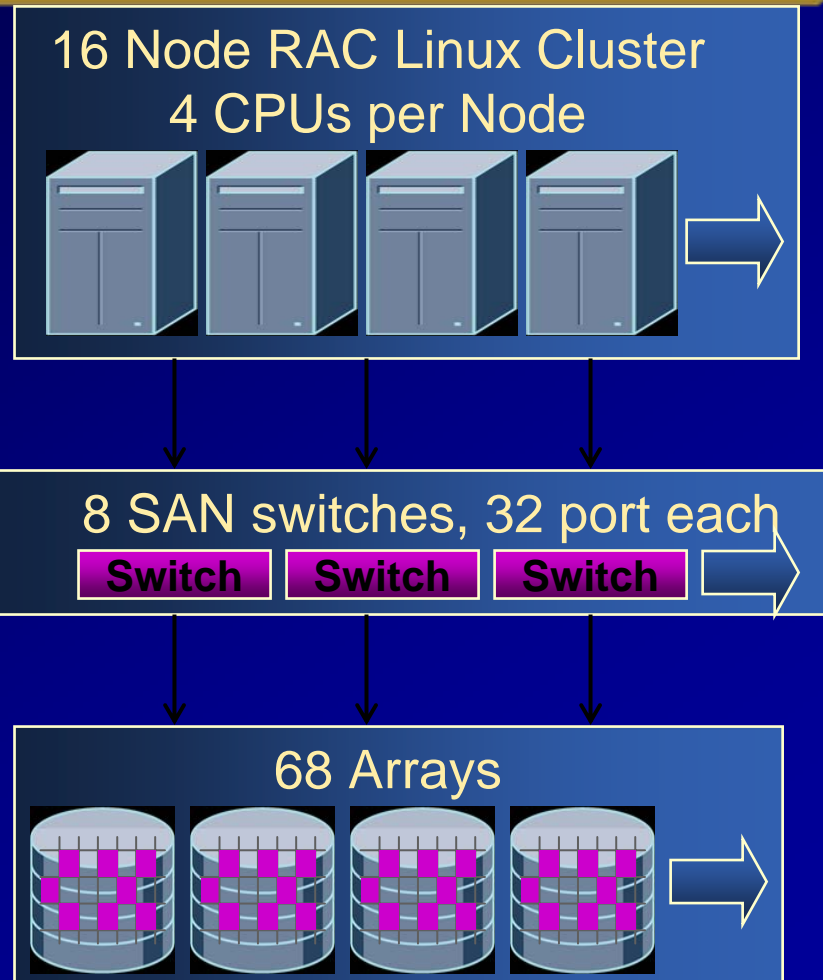 16 Node RAC Linux Cluster
4 CPUs per Node
8 SAN switches, 32 port each
Switch Switch Switch
68 Arrays